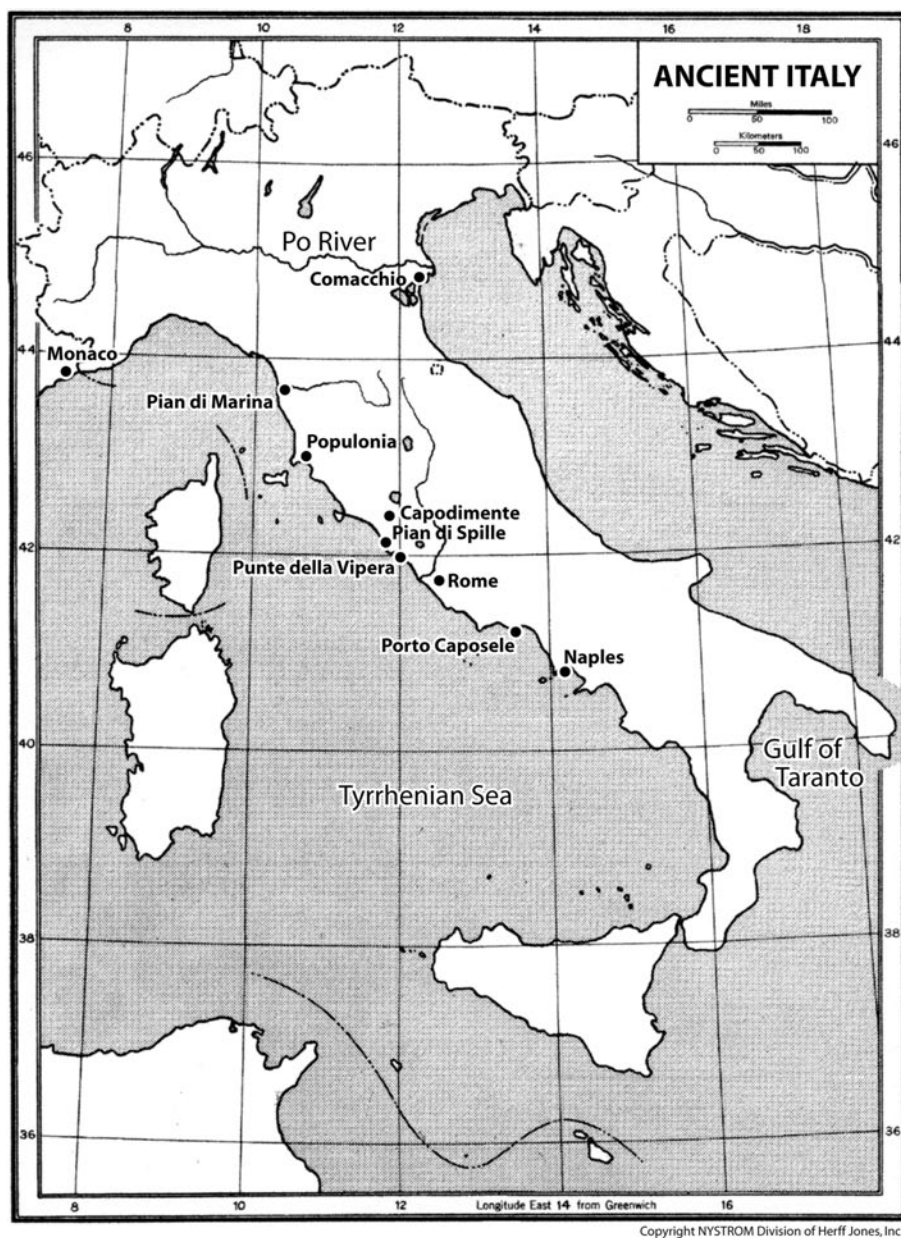 8 10 12 14 16 18
ANCIENT ITALY
Miles
0 50 100
Kilometers
0 50 100
46 46
Po River
Comacchio
44 44
Monaco
Pian di Marina
Populonia
Capodimente
Pian di Spille
42 42
Punte della Vipera
Rome
Porto Caposele
Naples
40 40
Gulf of
Taranto
Tyrrhenian Sea
38 38
36 36
8 10 12 Longitude East 14 from Greenwich 16
Copyright NYSTROM Division of Herff Jones, Inc